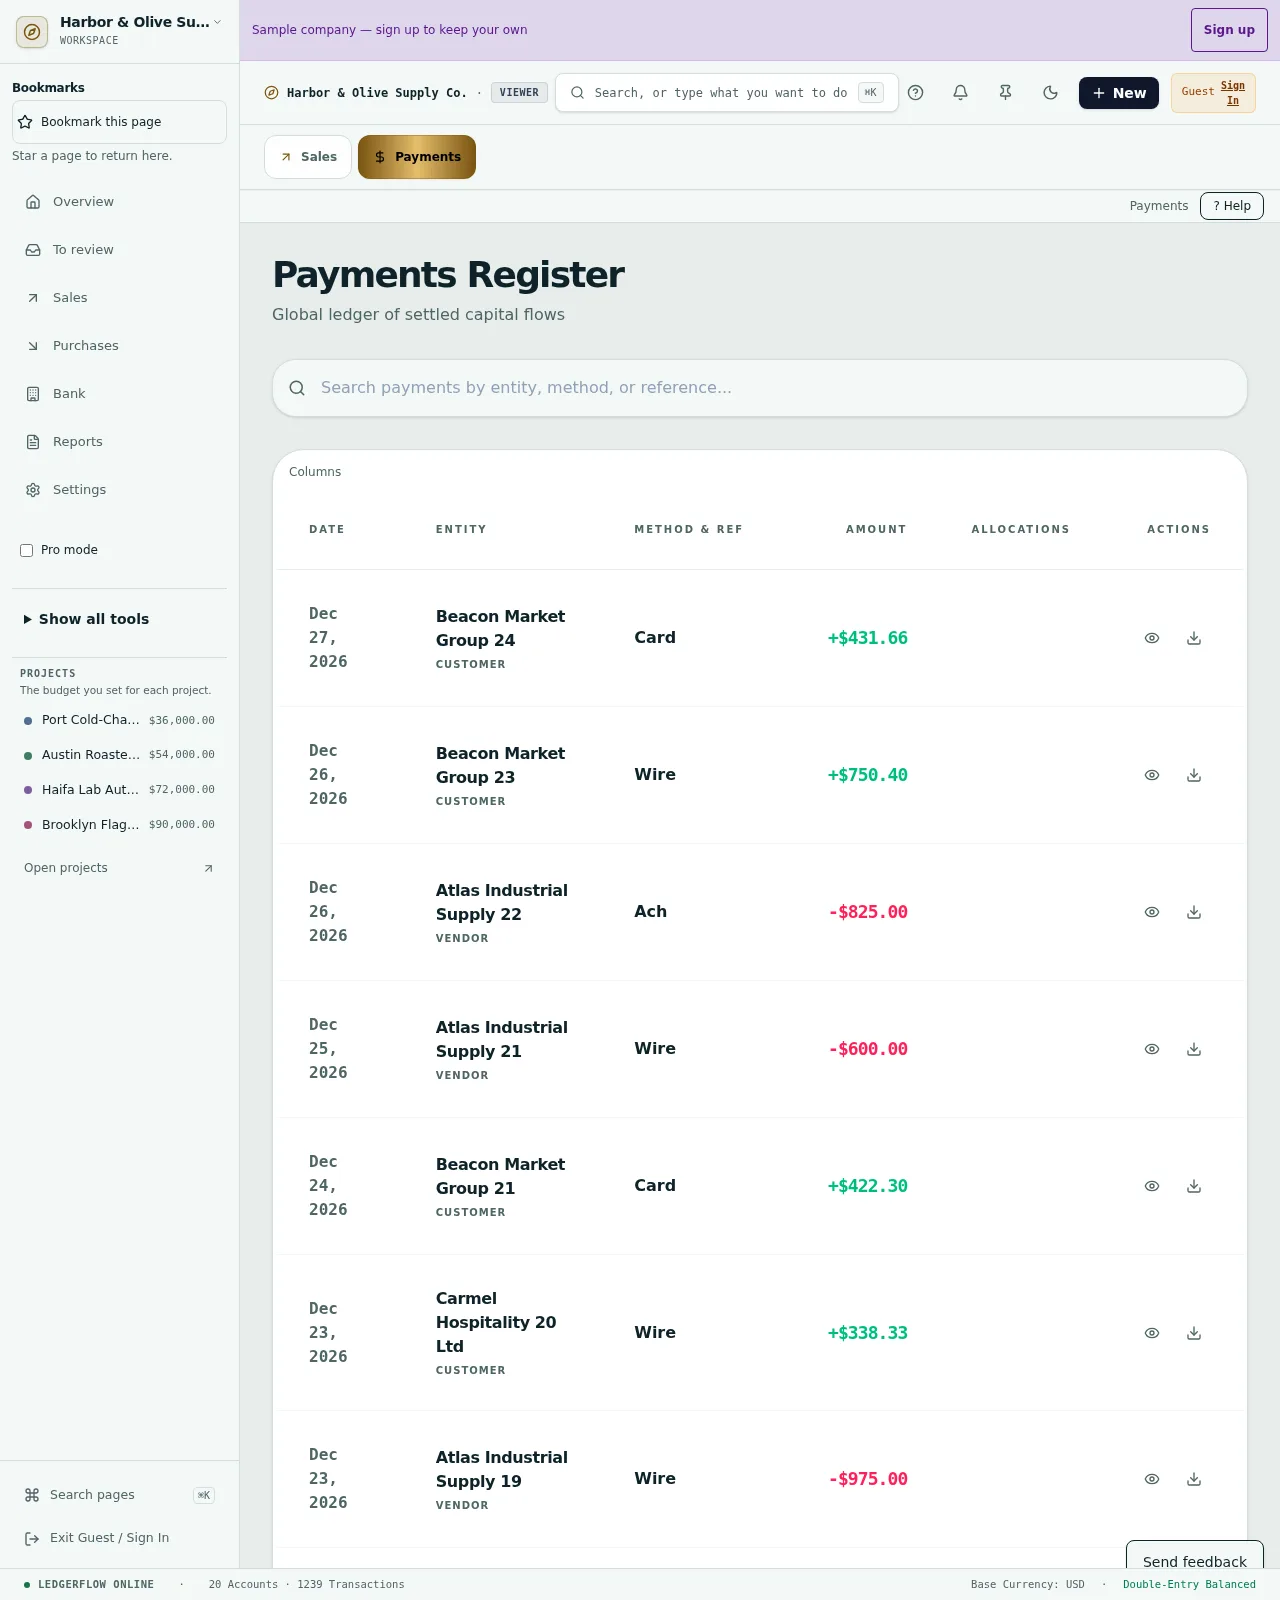 Harbor & Olive Su...
WORKSPACE
Bookmarks
Bookmark this page
Star a page to return here.
Overview
To review
Sales
Purchases
Bank
Reports
Settings
Pro mode
Show all tools
PROJECTS
The budget you set for each project.
Port Cold-Cha... $36,000.00
Austin Roaste... $54,000.00
Haifa Lab Aut... $72,000.00
Brooklyn Flag... $90,000.00
Open projects
Search pages ⌘K
Exit Guest / Sign In
Sample company — sign up to keep your own
Sign up
Harbor & Olive Supply Co. · VIEWER
Search, or type what you want to do ⌘K
+ New
Guest Sign In
Sales
$ Payments
Payments
? Help
Payments Register
Global ledger of settled capital flows
Search payments by entity, method, or reference...
Columns
DATE ENTITY METHOD & REF AMOUNT ALLOCATIONS ACTIONS
Dec 27, 2026 Beacon Market Group 24 CUSTOMER Card +$431.66
Dec 26, 2026 Beacon Market Group 23 CUSTOMER Wire +$750.40
Dec 26, 2026 Atlas Industrial Supply 22 VENDOR Ach -$825.00
Dec 25, 2026 Atlas Industrial Supply 21 VENDOR Wire -$600.00
Dec 24, 2026 Beacon Market Group 21 CUSTOMER Card +$422.30
Dec 23, 2026 Carmel Hospitality 20 Ltd CUSTOMER Wire +$338.33
Dec 23, 2026 Atlas Industrial Supply 19 VENDOR Wire -$975.00
Send feedback
LEDGERFLOW ONLINE · 20 Accounts · 1239 Transactions
Base Currency: USD · Double-Entry Balanced